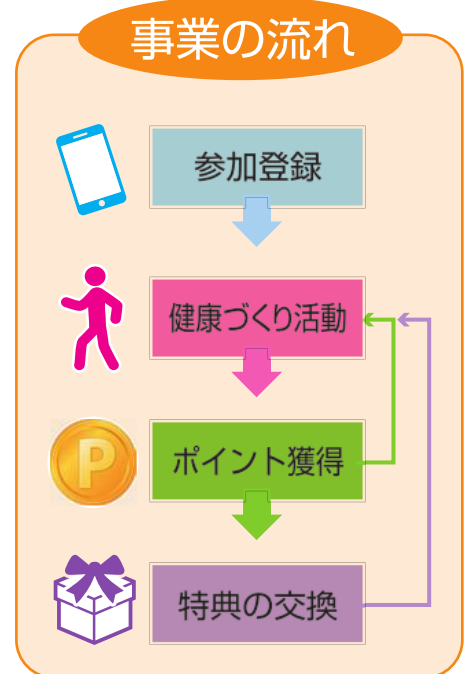 事業の流れ
参加登録
健康づくり活動
P
ポイント獲得
特典の交換